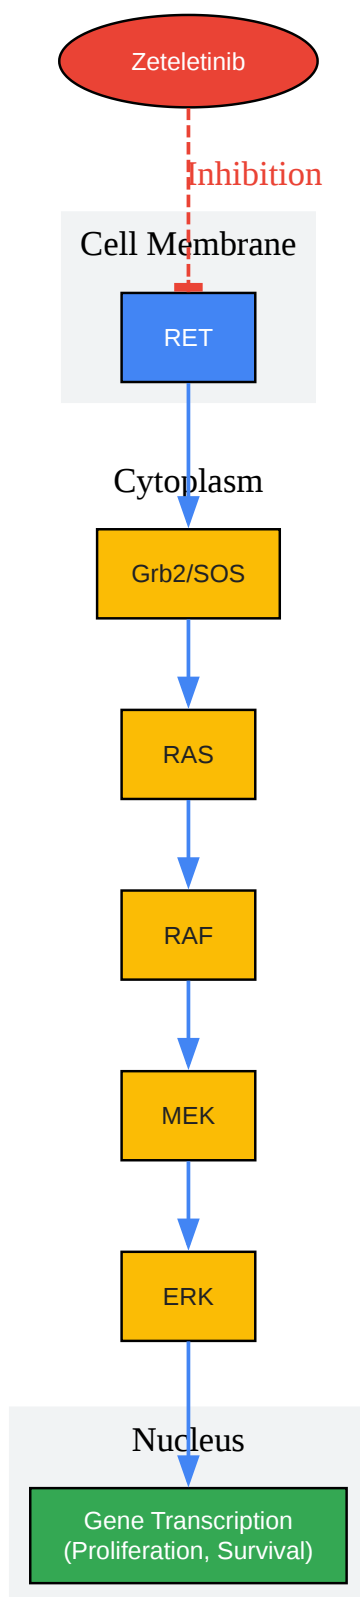 Zeteletinib
Inhibition
Cell Membrane
RET
Cytoplasm
Grb2/SOS
RAS
RAF
MEK
ERK
Nucleus
Gene Transcription
(Proliferation, Survival)